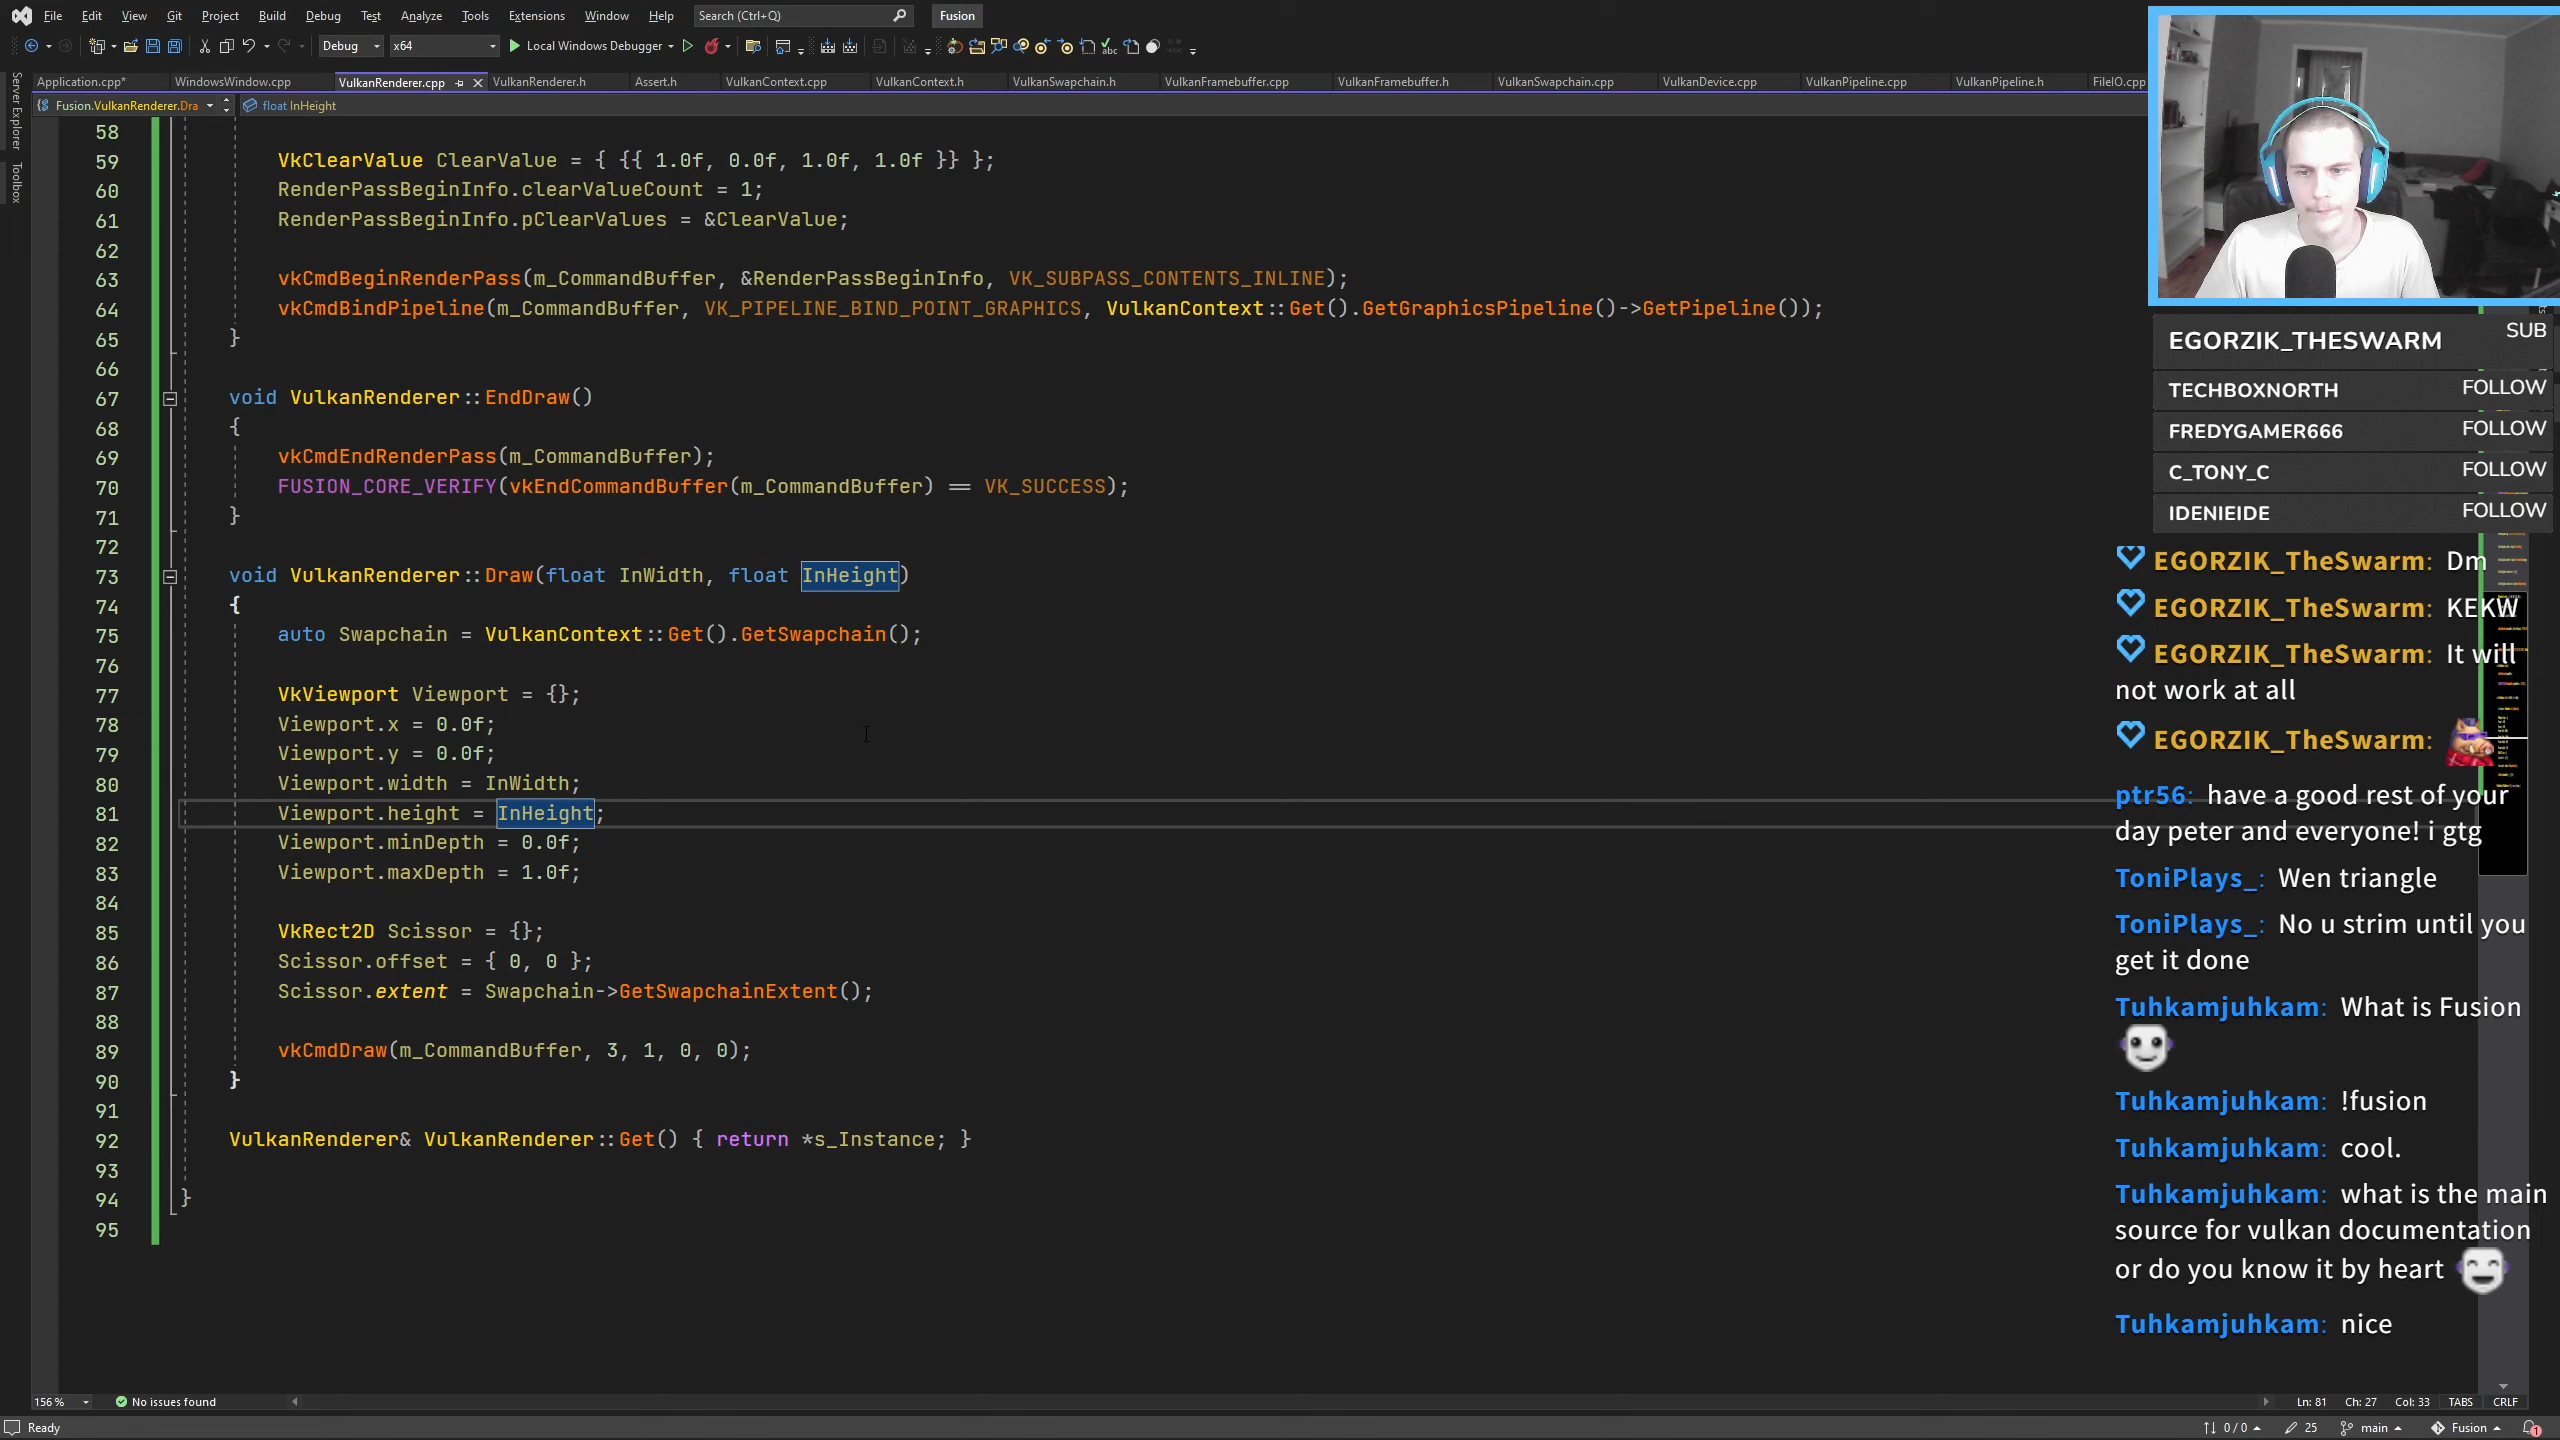 File Edit View Git Project Build Debug Test Analyze Tools Extensions Window Help Search (Ctrl+Q) Fusion
Debug x64 Local Windows Debugger
Application.cpp* WindowsWindow.cpp VulkanRenderer.cpp VulkanRenderer.h Assert.h VulkanContext.cpp VulkanContext.h VulkanSwapchain.h VulkanFramebuffer.cpp VulkanFramebuffer.h VulkanSwapchain.cpp VulkanDevice.cpp VulkanPipeline.cpp VulkanPipeline.h FileIO.cpp
Fusion.VulkanRenderer.Dra float InHeight
Server Explorer
Toolbox
58
59 VkClearValue ClearValue = { {{ 1.0f, 0.0f, 1.0f, 1.0f }} };
60 RenderPassBeginInfo.clearValueCount = 1;
61 RenderPassBeginInfo.pClearValues = &ClearValue;
62
63 vkCmdBeginRenderPass(m_CommandBuffer, &RenderPassBeginInfo, VK_SUBPASS_CONTENTS_INLINE);
64 vkCmdBindPipeline(m_CommandBuffer, VK_PIPELINE_BIND_POINT_GRAPHICS, VulkanContext::Get().GetGraphicsPipeline()->GetPipeline());
65 }
66
67 void VulkanRenderer::EndDraw()
68 {
69 vkCmdEndRenderPass(m_CommandBuffer);
70 FUSION_CORE_VERIFY(vkEndCommandBuffer(m_CommandBuffer) == VK_SUCCESS);
71 }
72
73 void VulkanRenderer::Draw(float InWidth, float InHeight)
74 {
75 auto Swapchain = VulkanContext::Get().GetSwapchain();
76
77 VkViewport Viewport = {};
78 Viewport.x = 0.0f;
79 Viewport.y = 0.0f;
80 Viewport.width = InWidth;
81 Viewport.height = InHeight;
82 Viewport.minDepth = 0.0f;
83 Viewport.maxDepth = 1.0f;
84
85 VkRect2D Scissor = {};
86 Scissor.offset = { 0, 0 };
87 Scissor.extent = Swapchain->GetSwapchainExtent();
88
89 vkCmdDraw(m_CommandBuffer, 3, 1, 0, 0);
90 }
91
92 VulkanRenderer& VulkanRenderer::Get() { return *s_Instance; }
93
94 }
95
EGORZIK_THESWARM SUB
TECHBOXNORTH FOLLOW
FREDYGAMER666 FOLLOW
C_TONY_C FOLLOW
IDENIEIDE FOLLOW
EGORZIK_TheSwarm: Dm
EGORZIK_TheSwarm: KEKW
EGORZIK_TheSwarm: It will
not work at all
EGORZIK_TheSwarm:
ptr56: have a good rest of your
day peter and everyone! i gtg
ToniPlays_: Wen triangle
ToniPlays_: No u strim until you
get it done
Tuhkamjuhkam: What is Fusion
Tuhkamjuhkam: !fusion
Tuhkamjuhkam: cool.
Tuhkamjuhkam: what is the main
source for vulkan documentation
or do you know it by heart
Tuhkamjuhkam: nice
156 % No issues found Ln: 81 Ch: 27 Col: 33 TABS CRLF
Ready 0 / 0 25 main Fusion 1